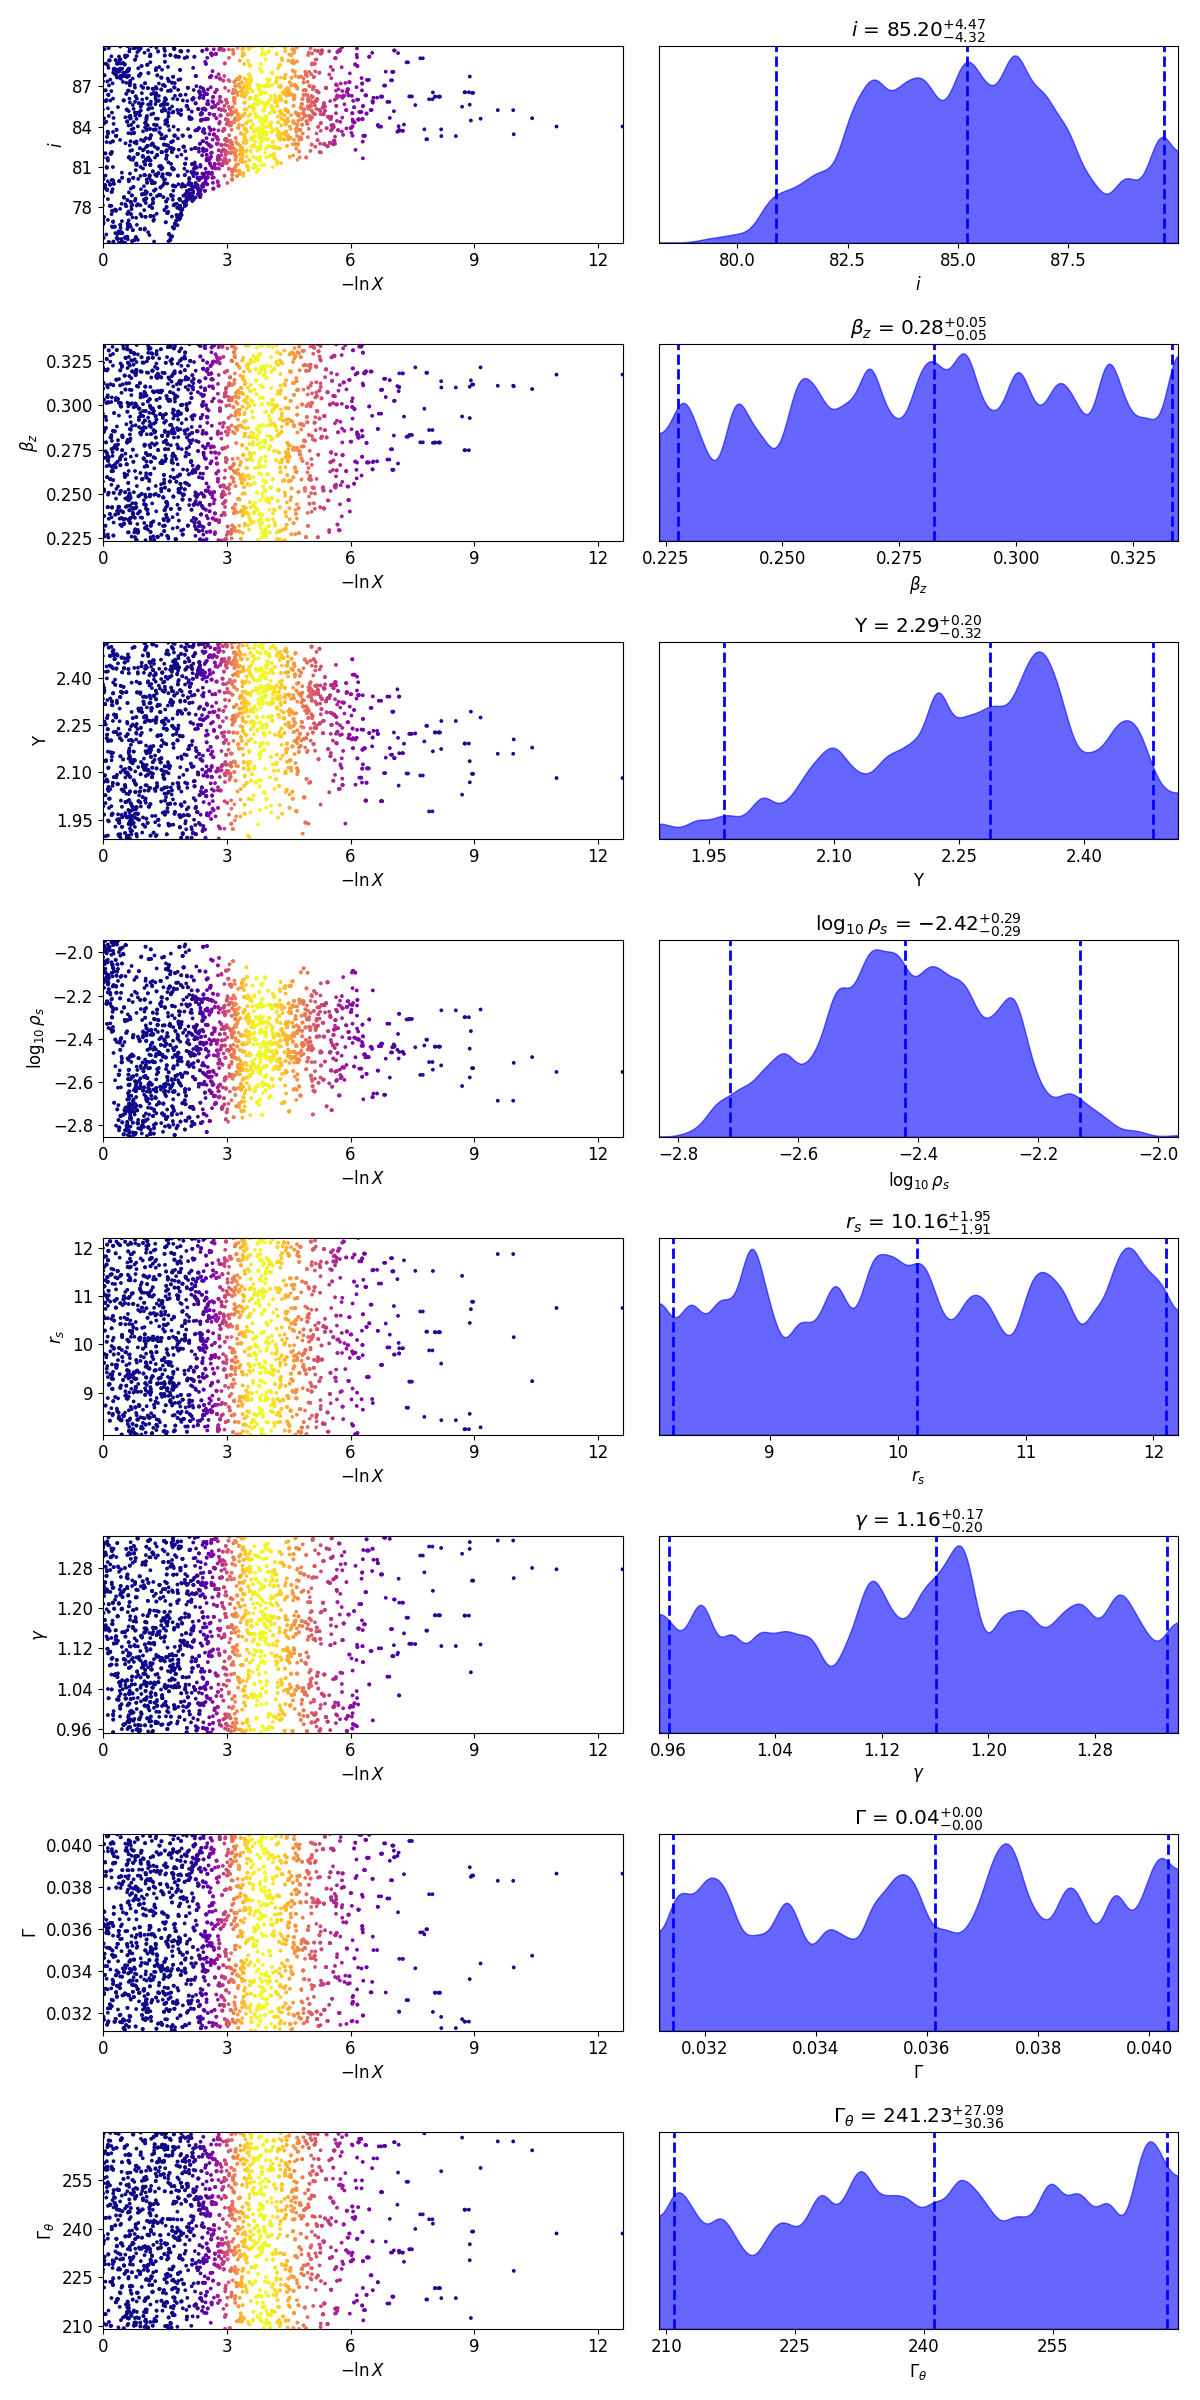 i = 85.20 +4.47 −4.32
i
87
84
81
78
0 3 6 9 12
−ln X
80.0 82.5 85.0 87.5
i
β_z = 0.28 +0.05 −0.05
β_z
0.325
0.300
0.275
0.250
0.225
0 3 6 9 12
−ln X
0.225 0.250 0.275 0.300 0.325
β_z
Υ = 2.29 +0.20 −0.32
Υ
2.40
2.25
2.10
1.95
0 3 6 9 12
−ln X
1.95 2.10 2.25 2.40
Υ
log₁₀ ρ_s = −2.42 +0.29 −0.29
log₁₀ ρ_s
−2.0
−2.2
−2.4
−2.6
−2.8
0 3 6 9 12
−ln X
−2.8 −2.6 −2.4 −2.2 −2.0
log₁₀ ρ_s
r_s = 10.16 +1.95 −1.91
r_s
12
11
10
9
0 3 6 9 12
−ln X
9 10 11 12
r_s
γ = 1.16 +0.17 −0.20
γ
1.28
1.20
1.12
1.04
0.96
0 3 6 9 12
−ln X
0.96 1.04 1.12 1.20 1.28
γ
Γ = 0.04 +0.00 −0.00
Γ
0.040
0.038
0.036
0.034
0.032
0 3 6 9 12
−ln X
0.032 0.034 0.036 0.038 0.040
Γ
Γ_θ = 241.23 +27.09 −30.36
Γ_θ
255
240
225
210
0 3 6 9 12
−ln X
210 225 240 255
Γ_θ